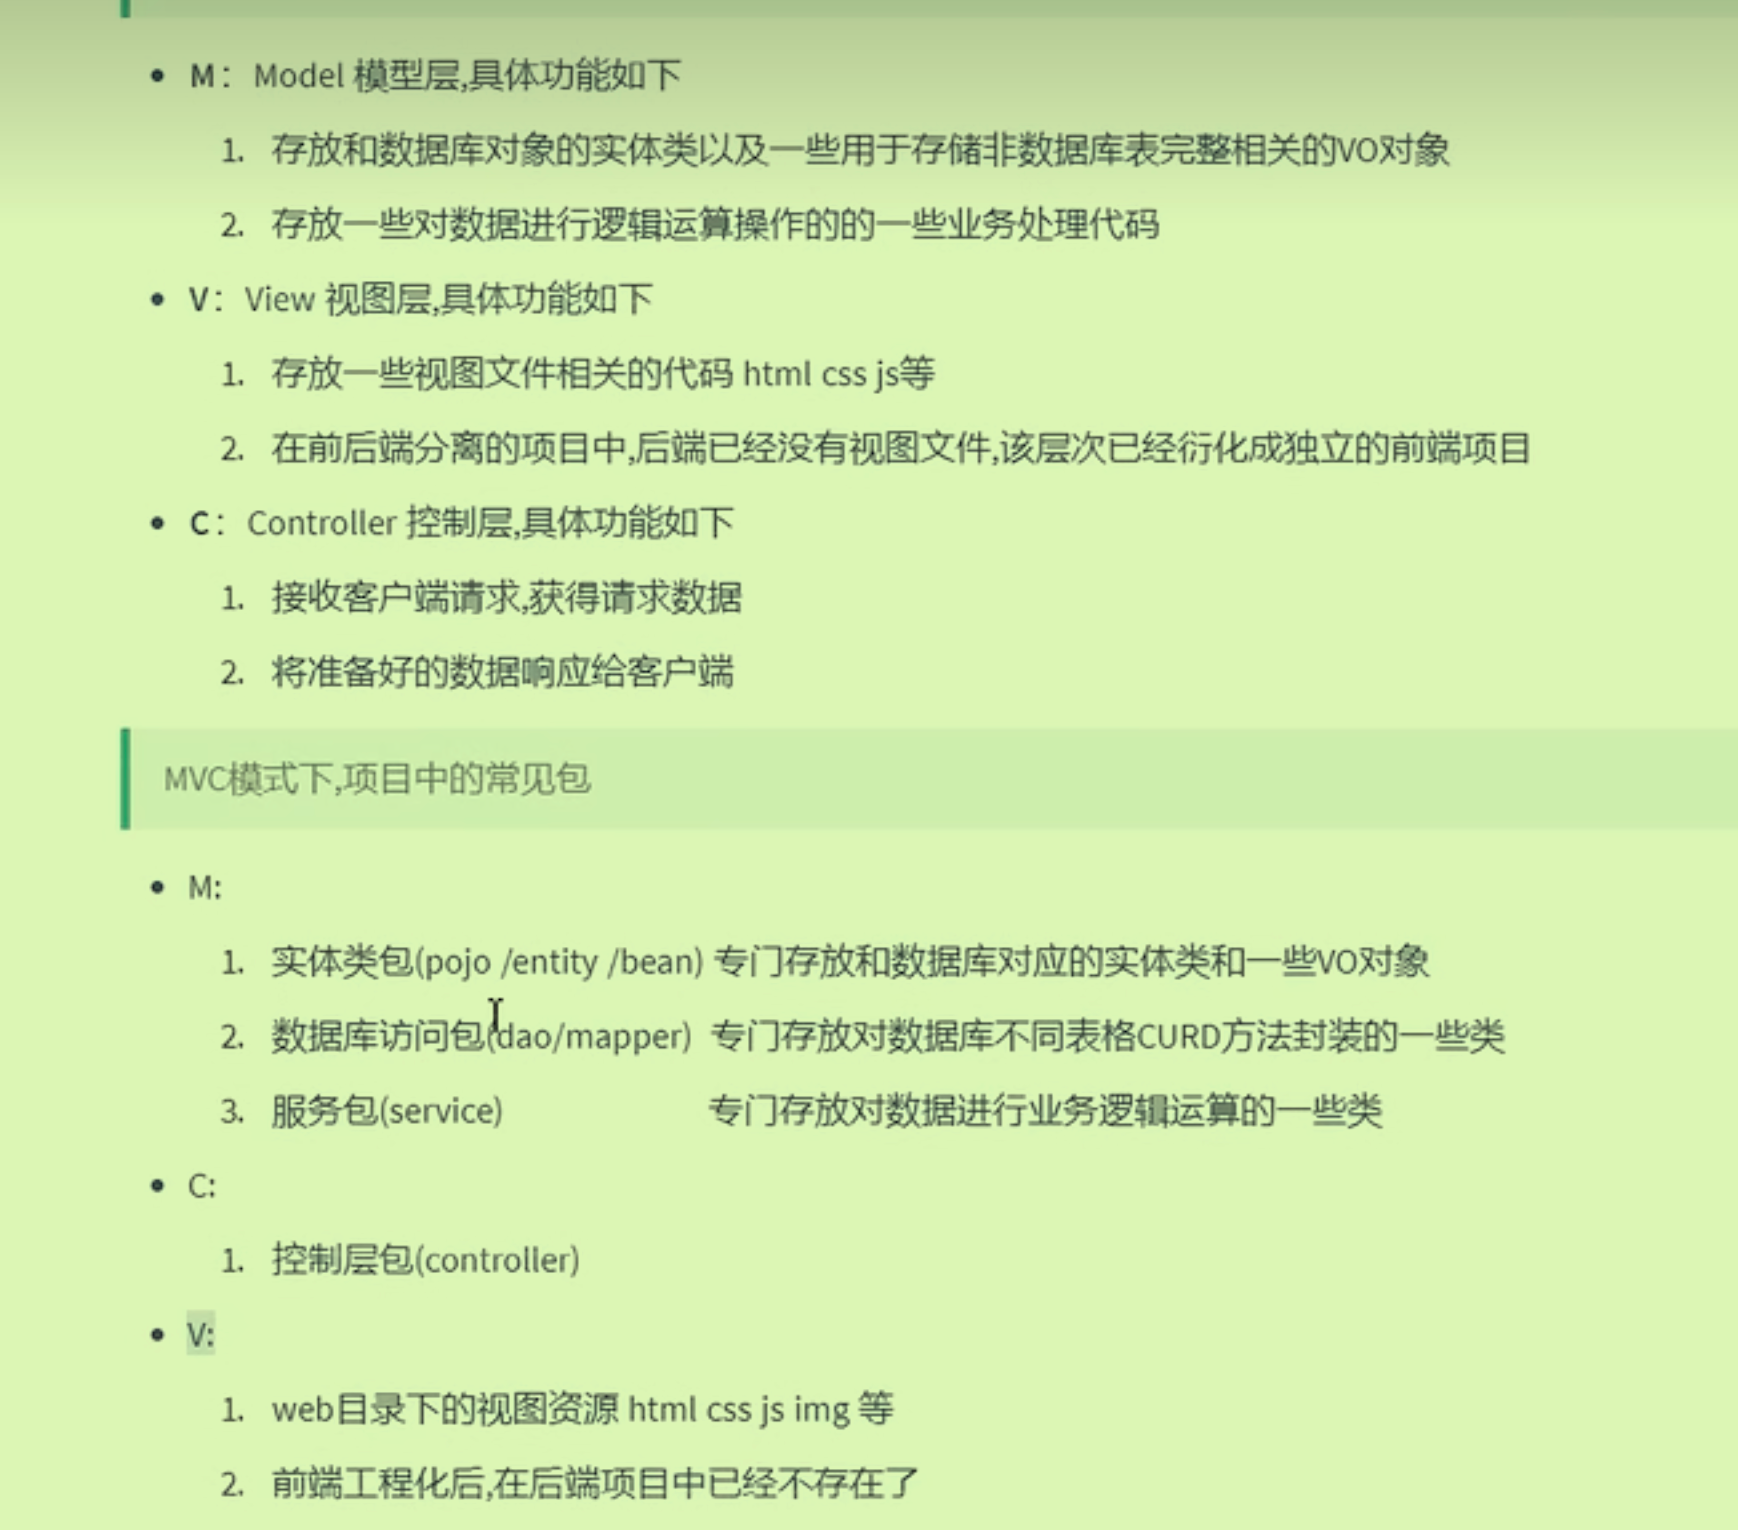 M：Model 模型层,具体功能如下
1. 存放和数据库对象的实体类以及一些用于存储非数据库表完整相关的VO对象
2. 存放一些对数据进行逻辑运算操作的的一些业务处理代码
V：View 视图层,具体功能如下
1. 存放一些视图文件相关的代码 html css js等
2. 在前后端分离的项目中,后端已经没有视图文件,该层次已经衍化成独立的前端项目
C：Controller 控制层,具体功能如下
1. 接收客户端请求,获得请求数据
2. 将准备好的数据响应给客户端
MVC模式下,项目中的常见包
M:
1. 实体类包(pojo /entity /bean) 专门存放和数据库对应的实体类和一些VO对象
2. 数据库访问包(dao/mapper) 专门存放对数据库不同表格CURD方法封装的一些类
3. 服务包(service) 专门存放对数据进行业务逻辑运算的一些类
C:
1. 控制层包(controller)
V:
1. web目录下的视图资源 html css js img 等
2. 前端工程化后,在后端项目中已经不存在了